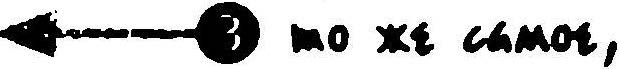 3 то же самое,